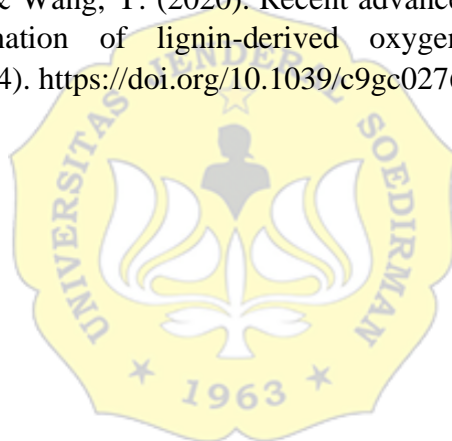 & Wang, Y. (2020). Recent advance
nation of lignin-derived oxygen
4). https://doi.org/10.1039/c9gc027
UNIVERSITAS JENDERAL SOEDIRMAN
1963